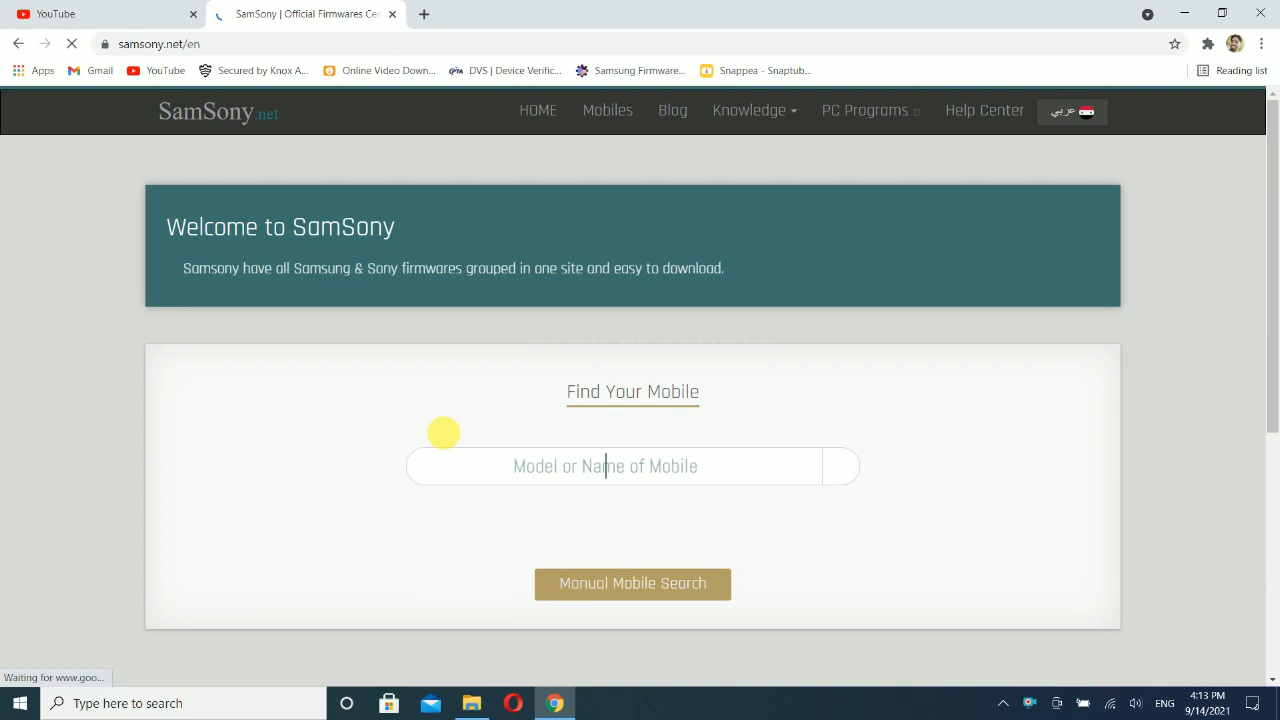 YouTube
SamSony | Official Firmwares Cer
samsony.net/en
Apps
Gmail
YouTube
Secured by Knox A...
Online Video Down...
DVS | Device Verific...
Samsung Firmware...
Snappea - Snaptub...
Reading list
SamSony.net
HOME
Mobiles
Blog
Knowledge
PC Programs
Help Center
عربي
Welcome to SamSony
Samsony have all Samsung & Sony firmwares grouped in one site and easy to download.
Find Your Mobile
Model or Name of Mobile
Manual Mobile Search
Waiting for www.goo...
Type here to search
ENG
4:13 PM
9/14/2021